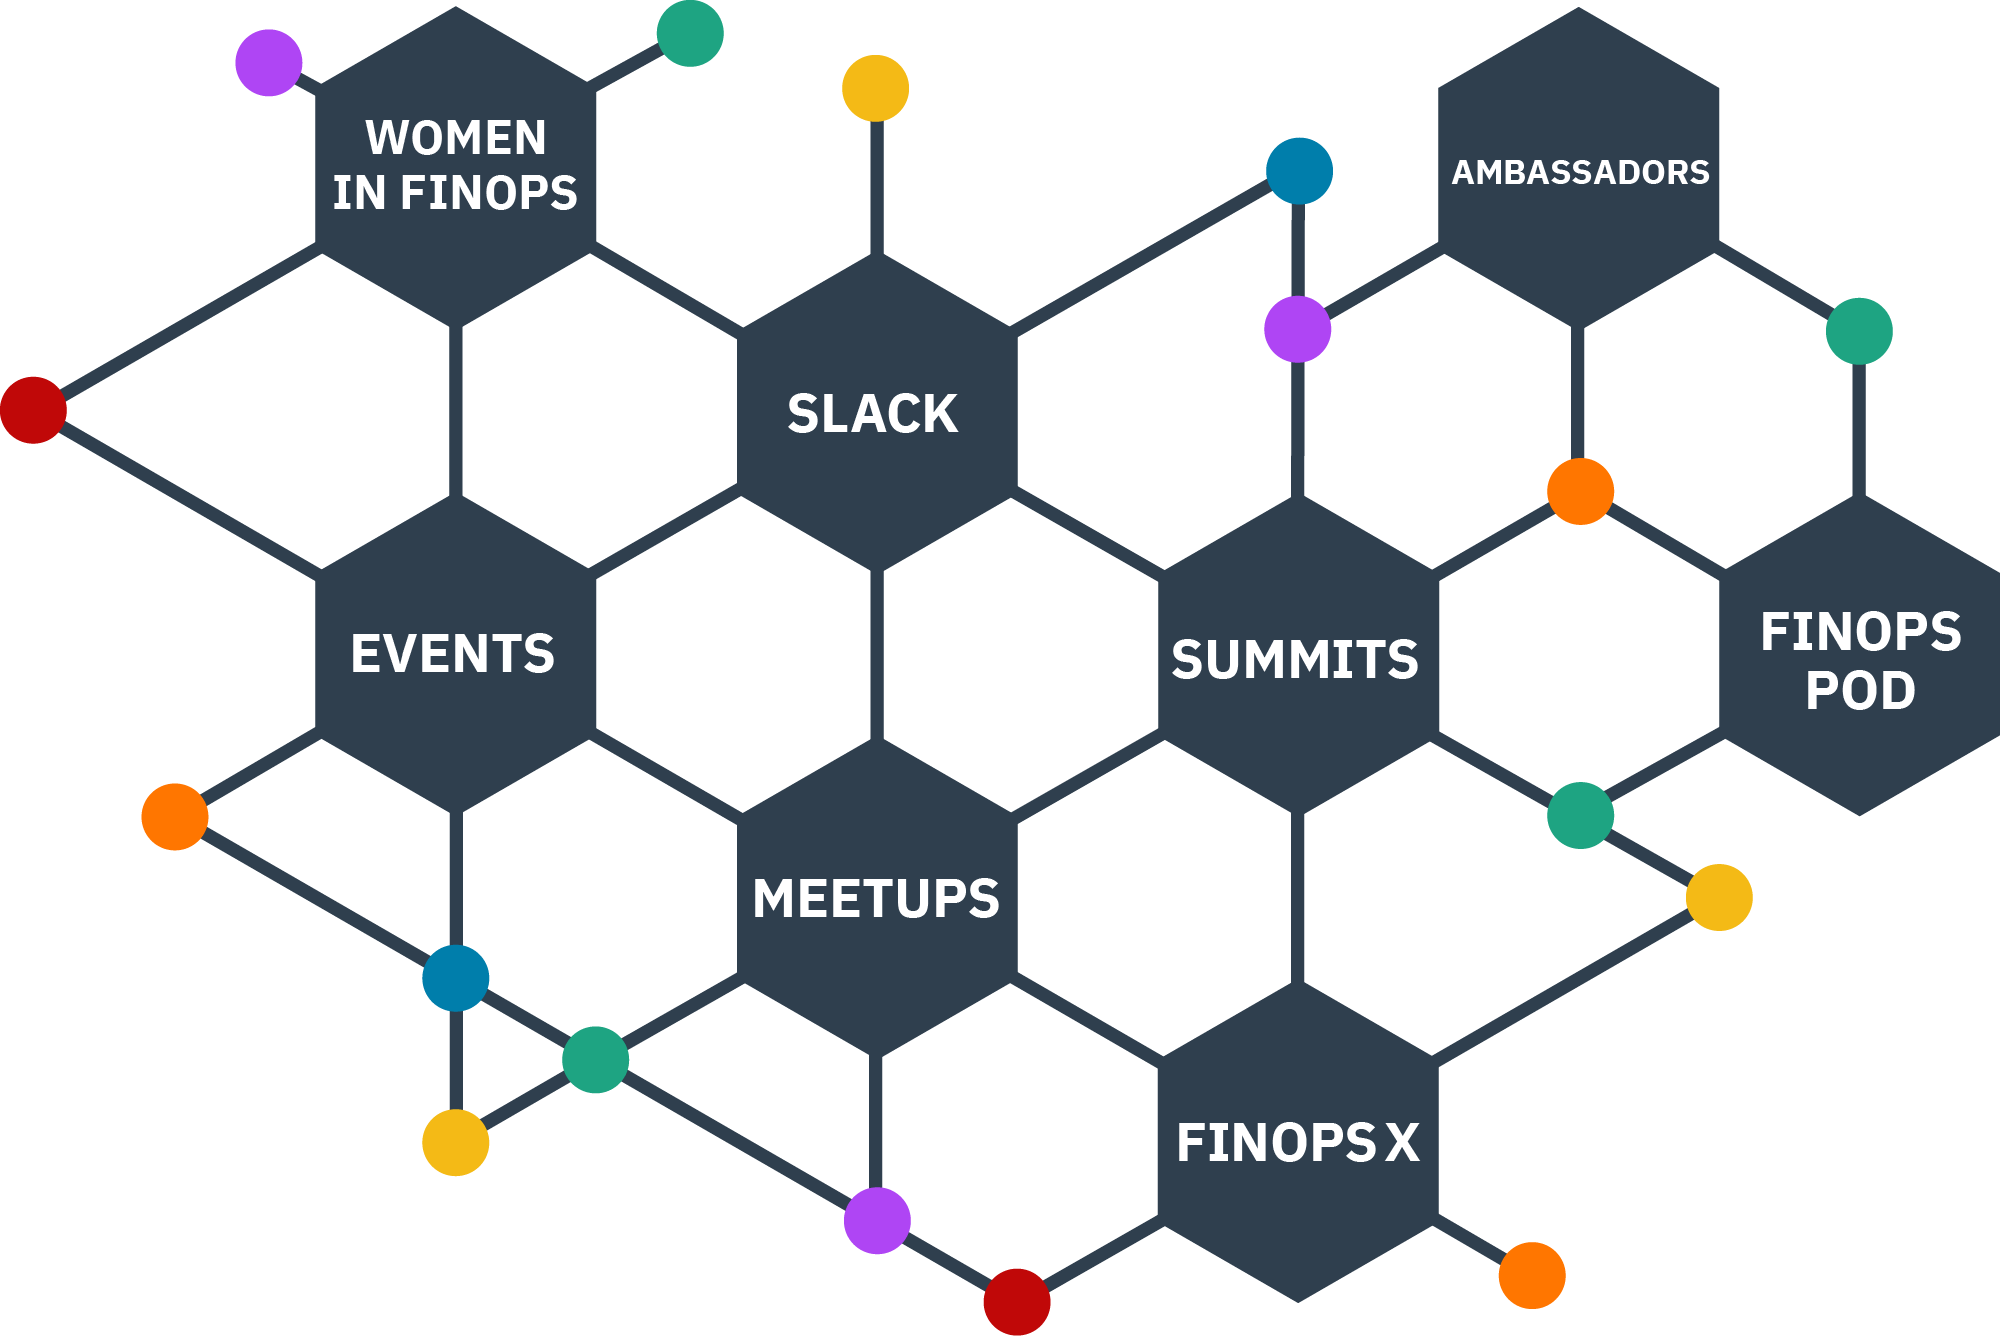 WOMEN
IN FINOPS
AMBASSADORS
SLACK
EVENTS
SUMMITS
FINOPS
POD
MEETUPS
FINOPS X